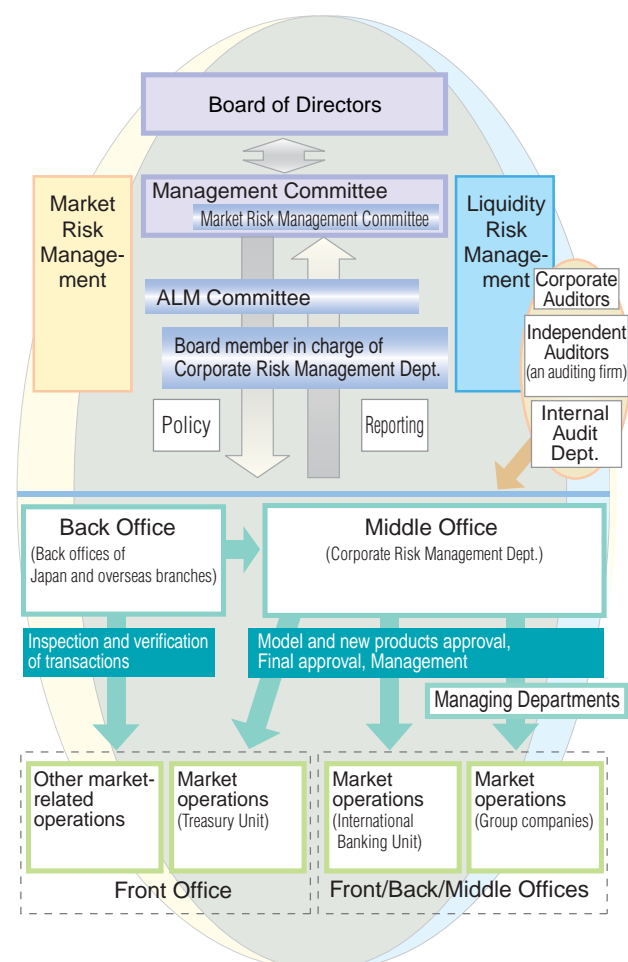 Board of Directors
Management Committee
Market Risk Management Committee
Market
Risk
Manage-
ment
Liquidity
Risk
Manage-
ment
Corporate
Auditors
Independent
Auditors
(an auditing firm)
Internal
Audit
Dept.
ALM Committee
Board member in charge of
Corporate Risk Management Dept.
Policy
Reporting
Back Office
(Back offices of
Japan and overseas branches)
Middle Office
(Corporate Risk Management Dept.)
Inspection and verification
of transactions
Model and new products approval,
Final approval, Management
Managing Departments
Other market-
related
operations
Market
operations
(Treasury Unit)
Market
operations
(International
Banking Unit)
Market
operations
(Group companies)
Front Office
Front/Back/Middle Offices